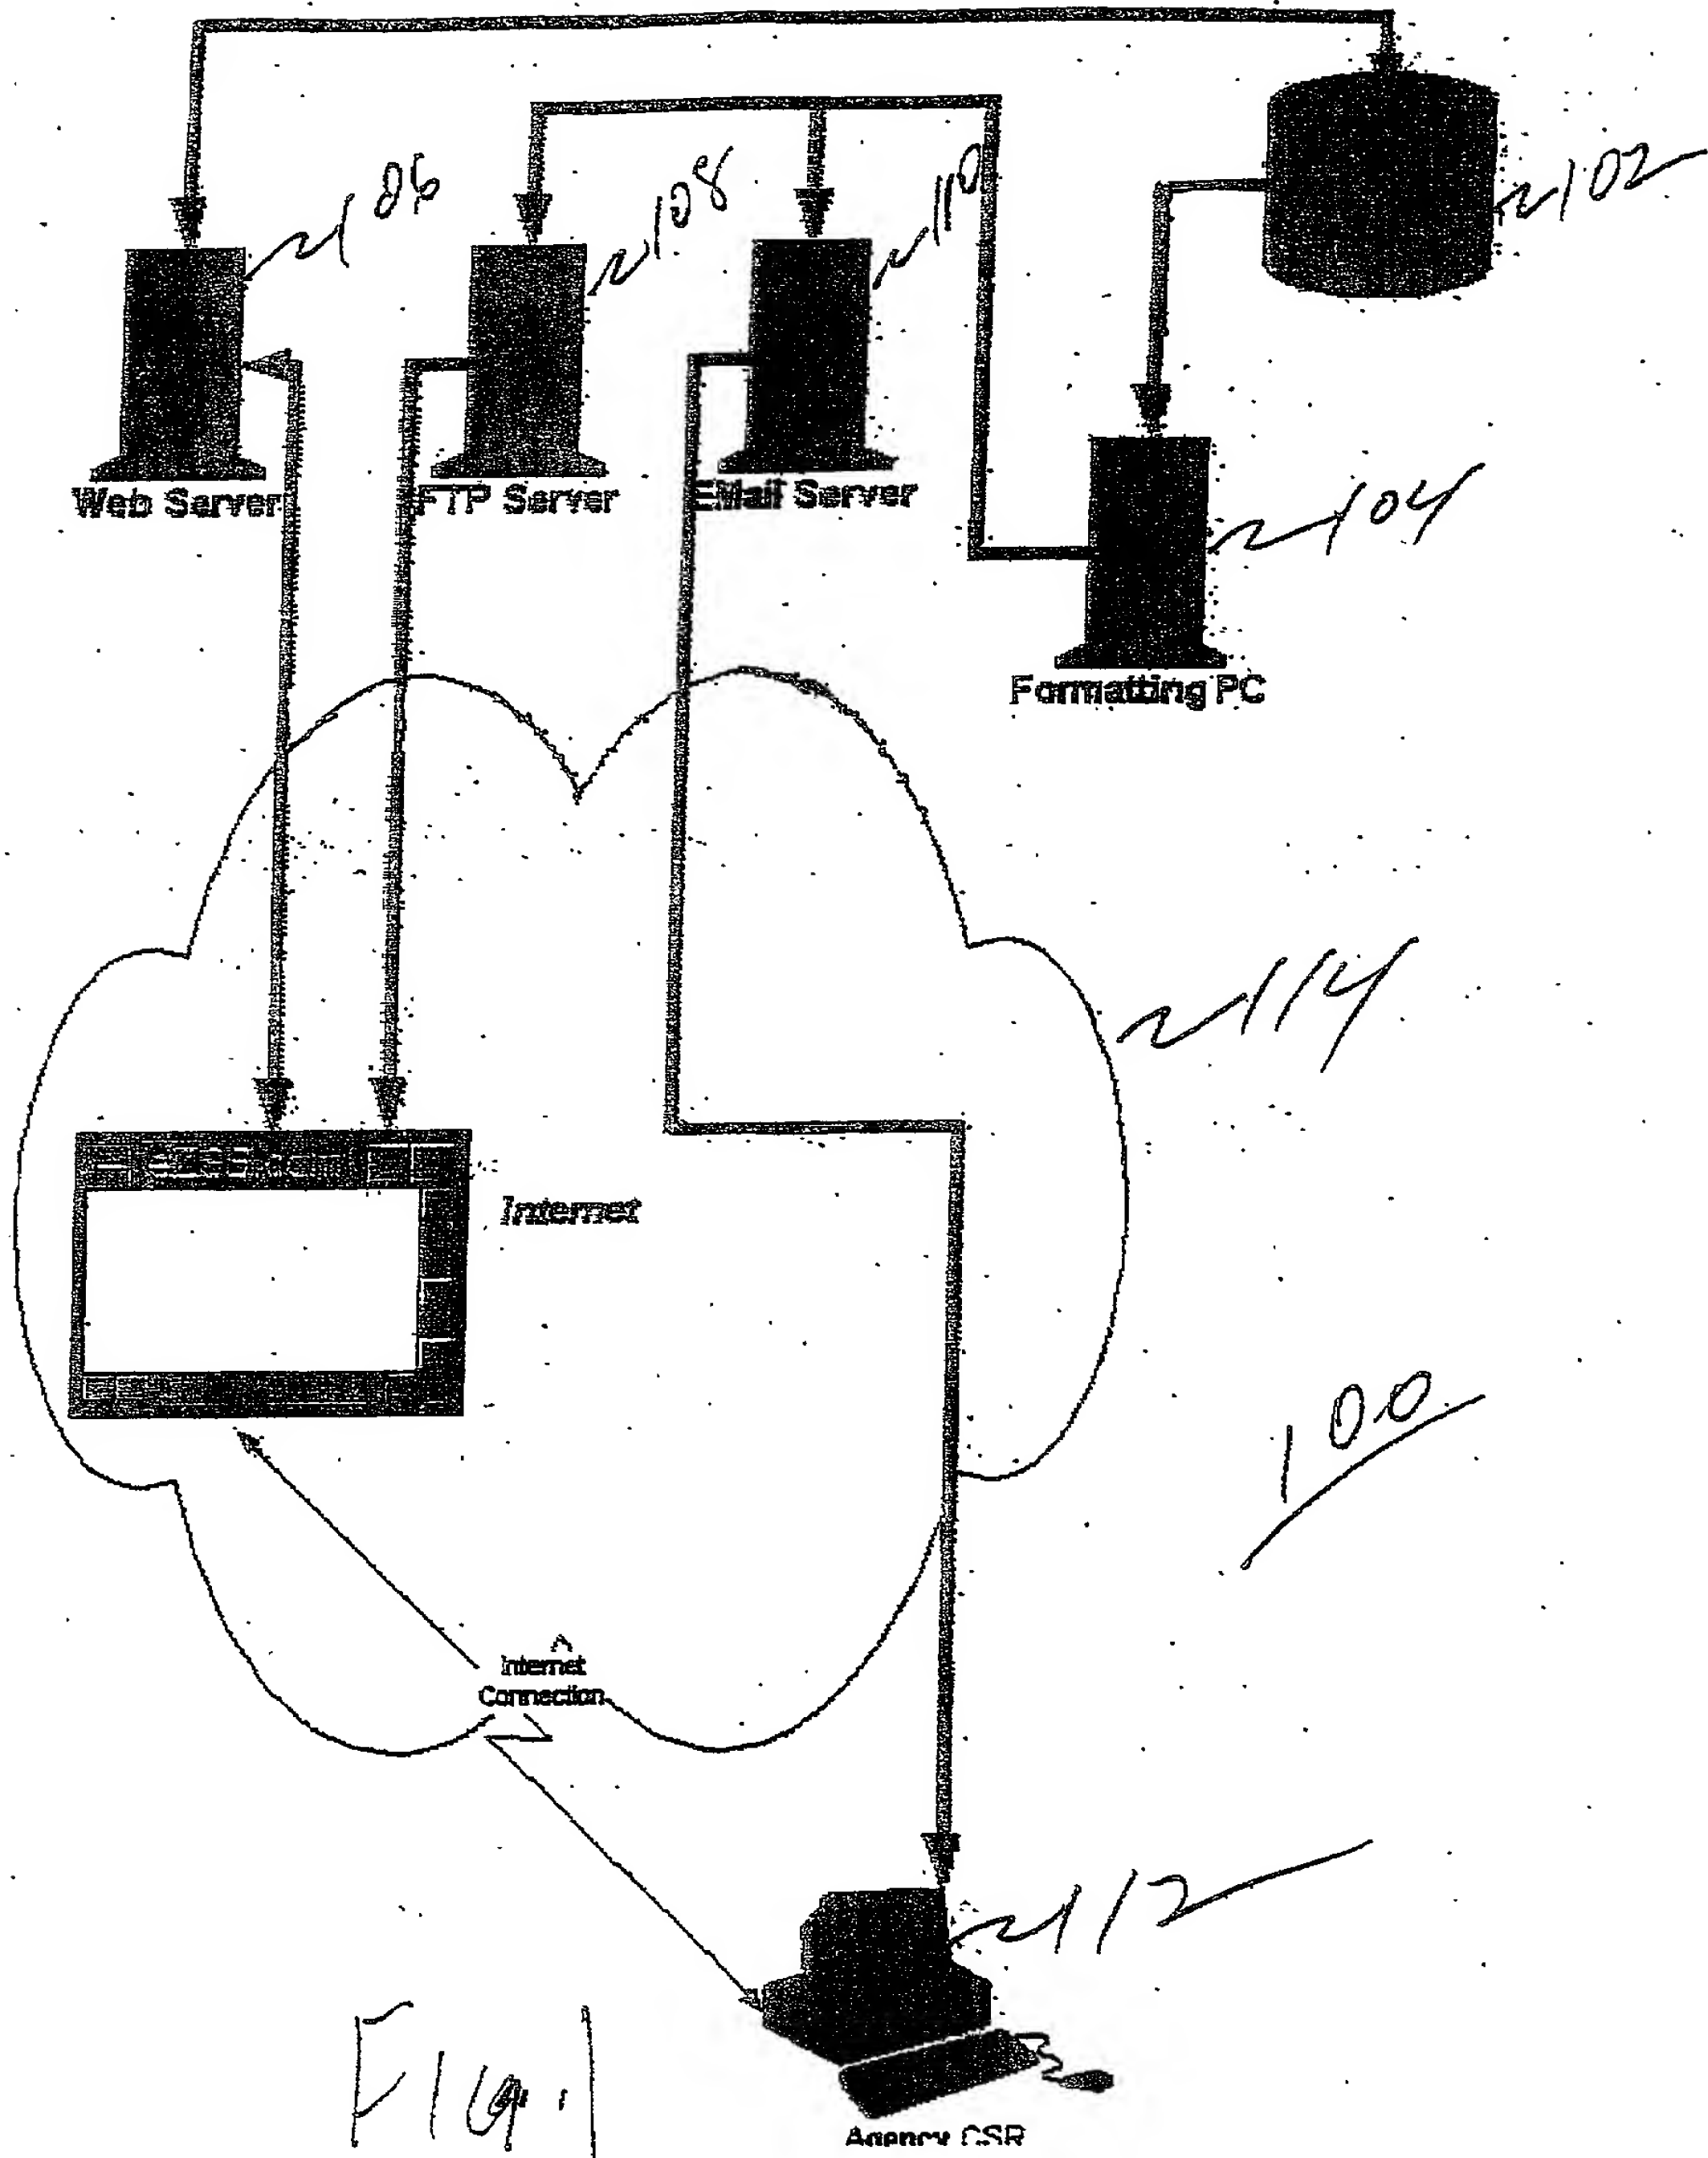 106
108
110
102
Web Server
FTP Server
EMail Server
104
Formatting PC
114
Internet
100
Internet
Connection
112
FIG. 1
Agency CSR